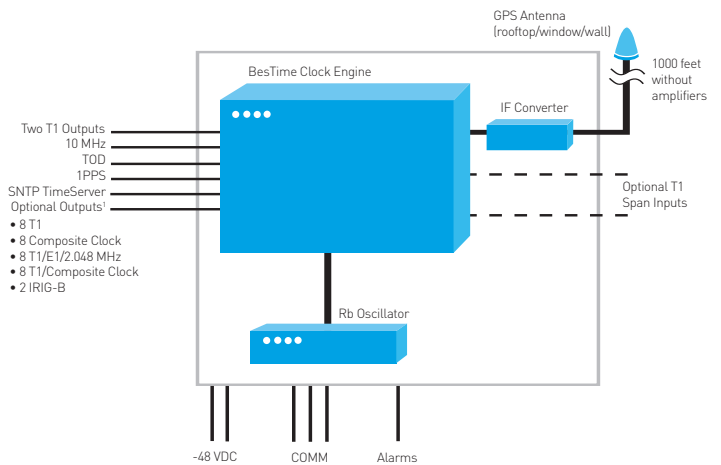 GPS Antenna
(rooftop/window/wall)
1000 feet
without
amplifiers
BesTime Clock Engine
IF Converter
Two T1 Outputs
10 MHz
TOD
1PPS
SNTP TimeServer
Optional Outputs¹
• 8 T1
• 8 Composite Clock
• 8 T1/E1/2.048 MHz
• 8 T1/Composite Clock
• 2 IRIG-B
Optional T1
Span Inputs
Rb Oscillator
-48 VDC
COMM
Alarms